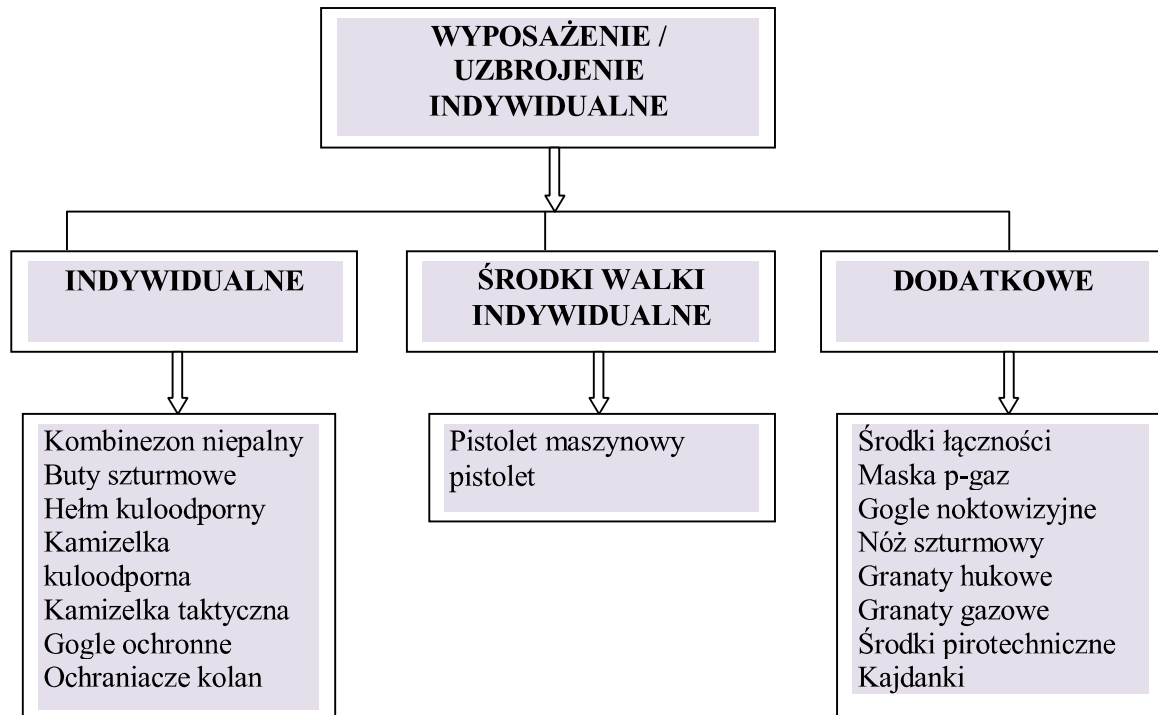 WYPOSAŻENIE /
UZBROJENIE
INDYWIDUALNE
INDYWIDUALNE
ŚRODKI WALKI
INDYWIDUALNE
DODATKOWE
Kombinezon niepalny
Buty szturmowe
Hełm kuloodporny
Kamizelka
kuloodporna
Kamizelka taktyczna
Gogle ochronne
Ochraniacze kolan
Pistolet maszynowy
pistolet
Środki łączności
Maska p-gaz
Gogle noktowizyjne
Nóż szturmowy
Granaty hukowe
Granaty gazowe
Środki pirotechniczne
Kajdanki